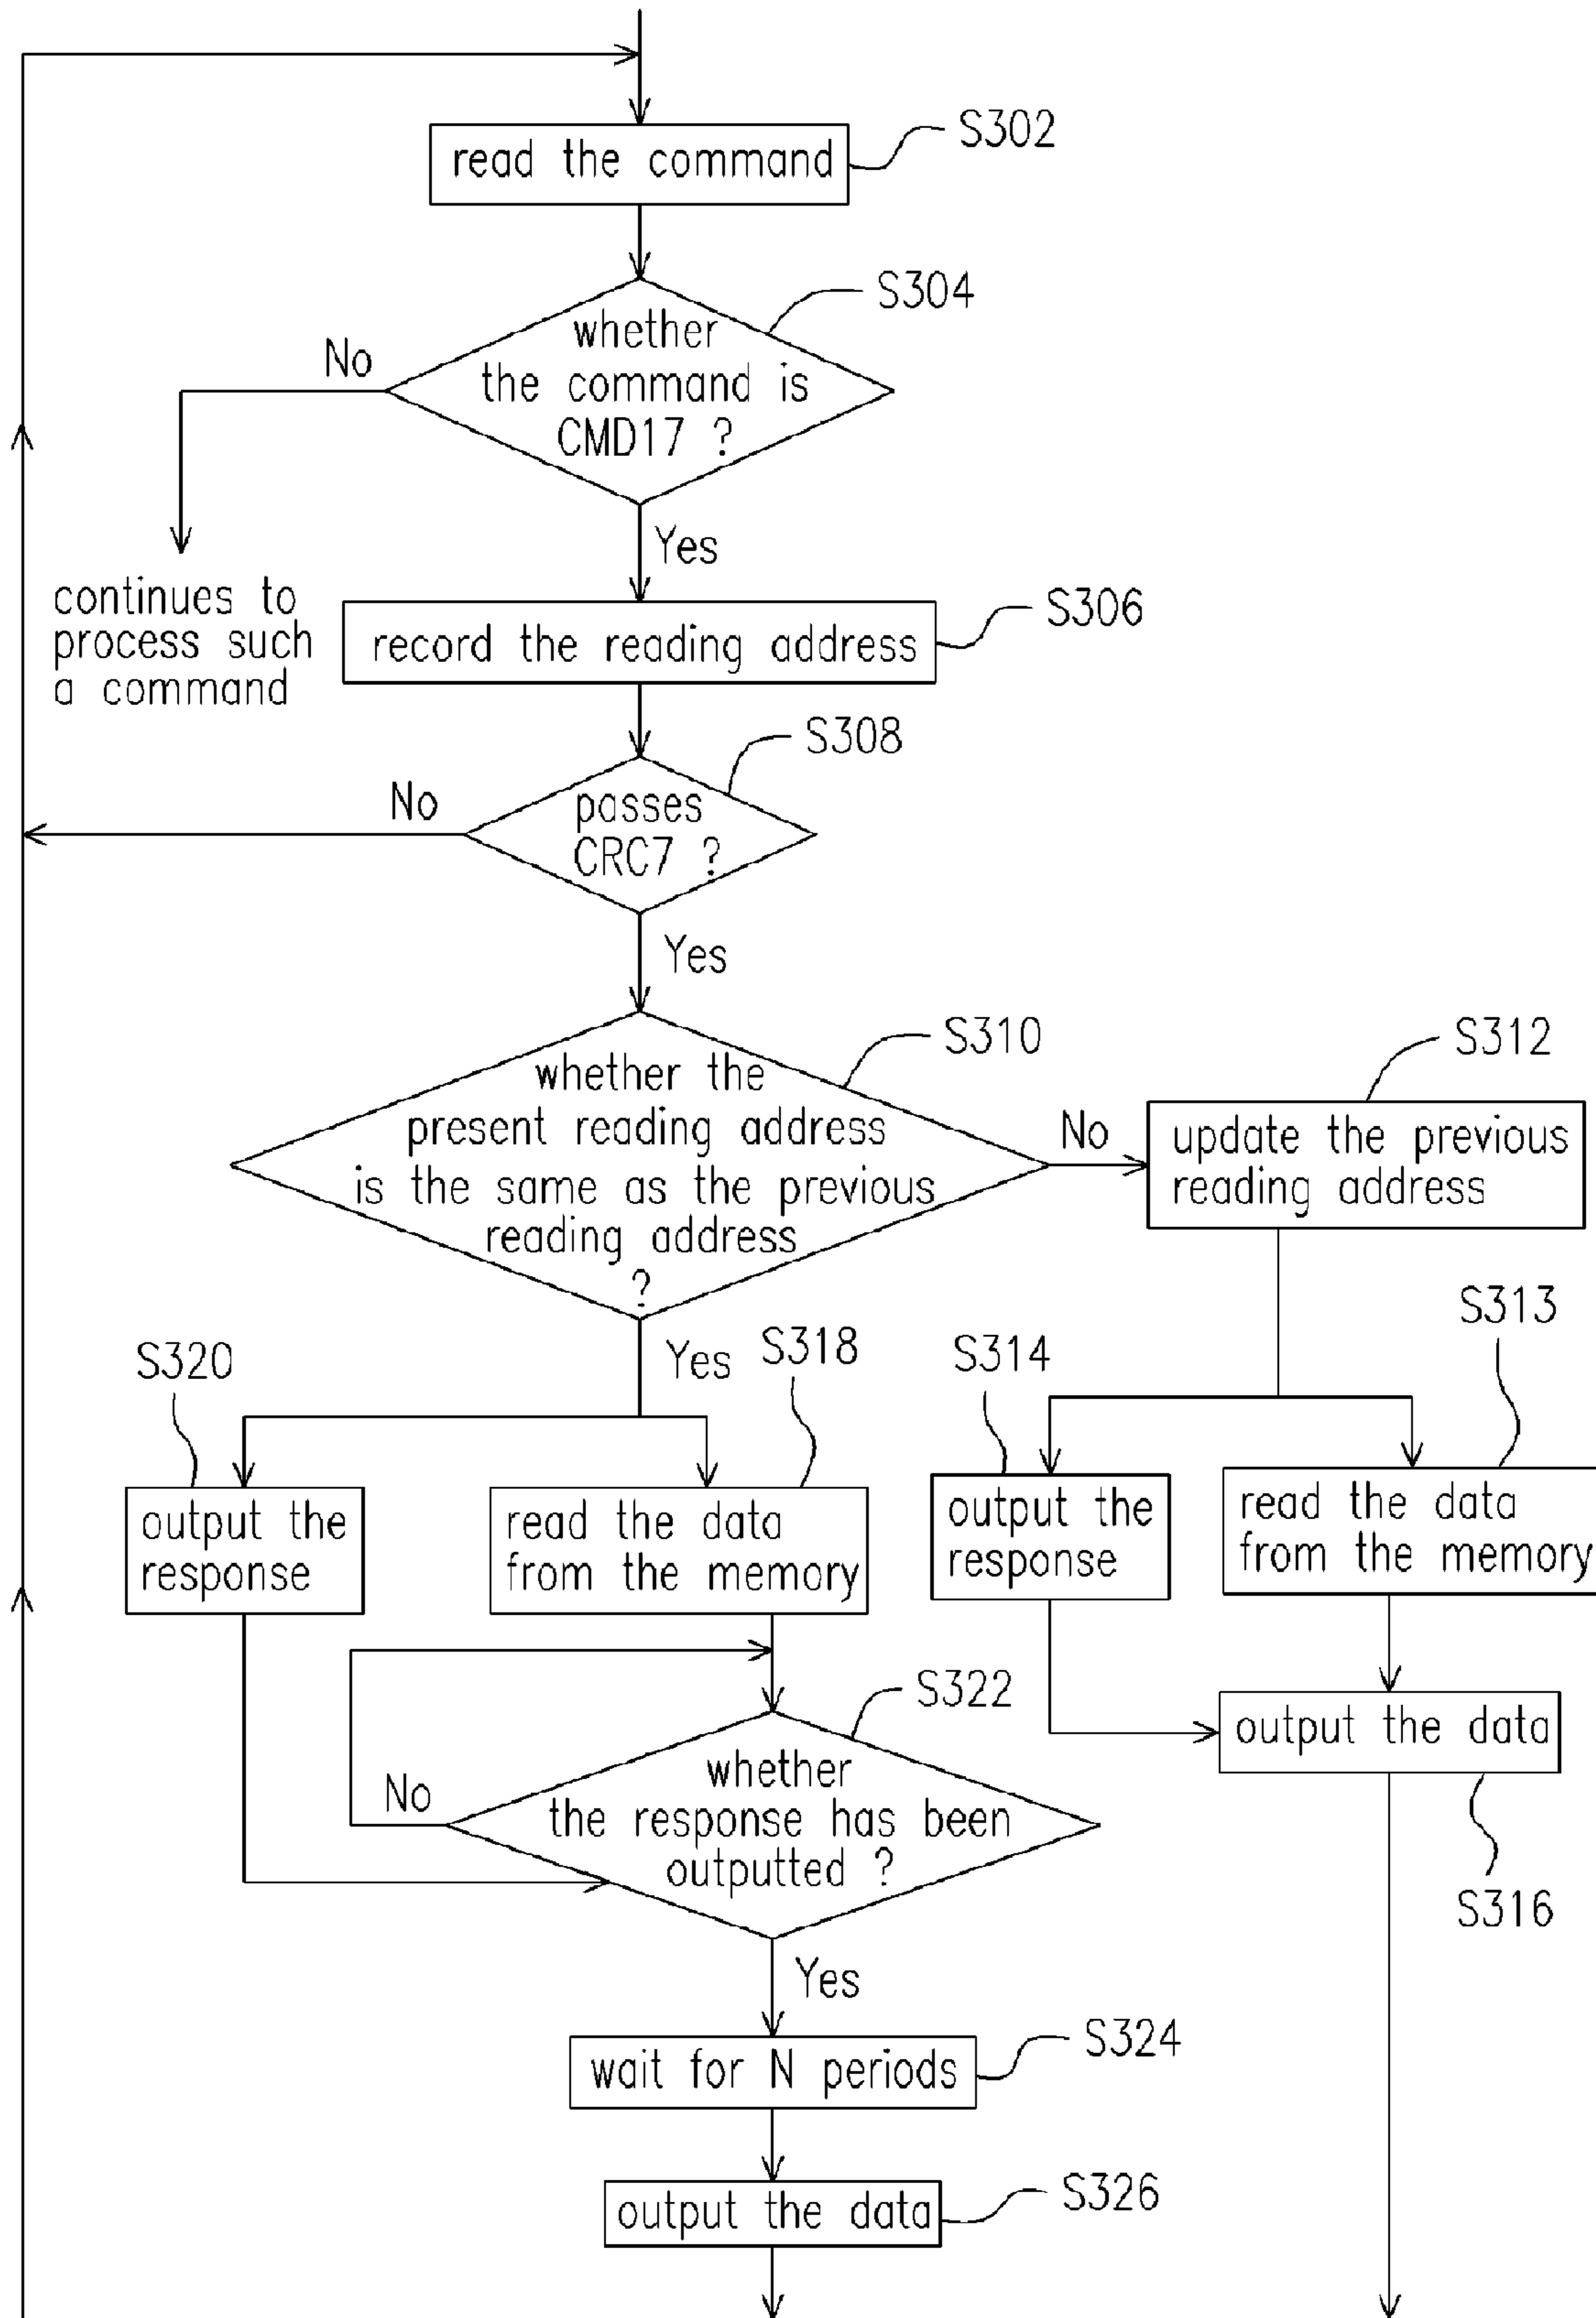 read the command
S302
S304
whether
the command is
CMD17 ?
No
Yes
continues to
process such
a command
record the reading address
S306
S308
passes
CRC7 ?
No
Yes
S310
whether the
present reading address
is the same as the previous
reading address
?
No
S312
update the previous
reading address
Yes
S320
S318
S314
S313
output the
response
read the data
from the memory
output the
response
read the data
from the memory
S322
whether
the response has been
outputted ?
No
output the data
S316
Yes
wait for N periods
S324
output the data
S326